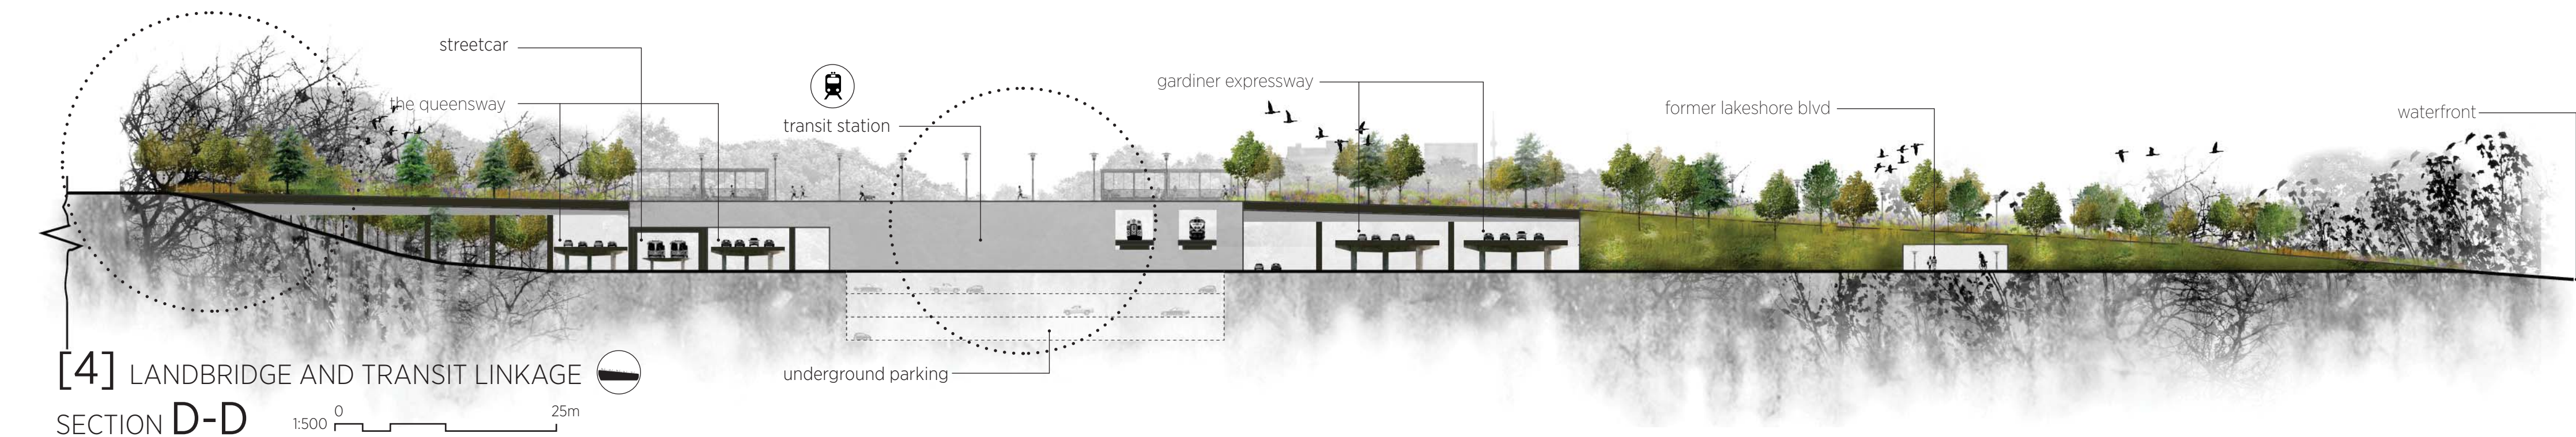 streetcar
the queensway
transit station
gardiner expressway
former lakeshore blvd
waterfront
underground parking
[4] LANDBRIDGE AND TRANSIT LINKAGE
SECTION D-D
1:500 0 25m